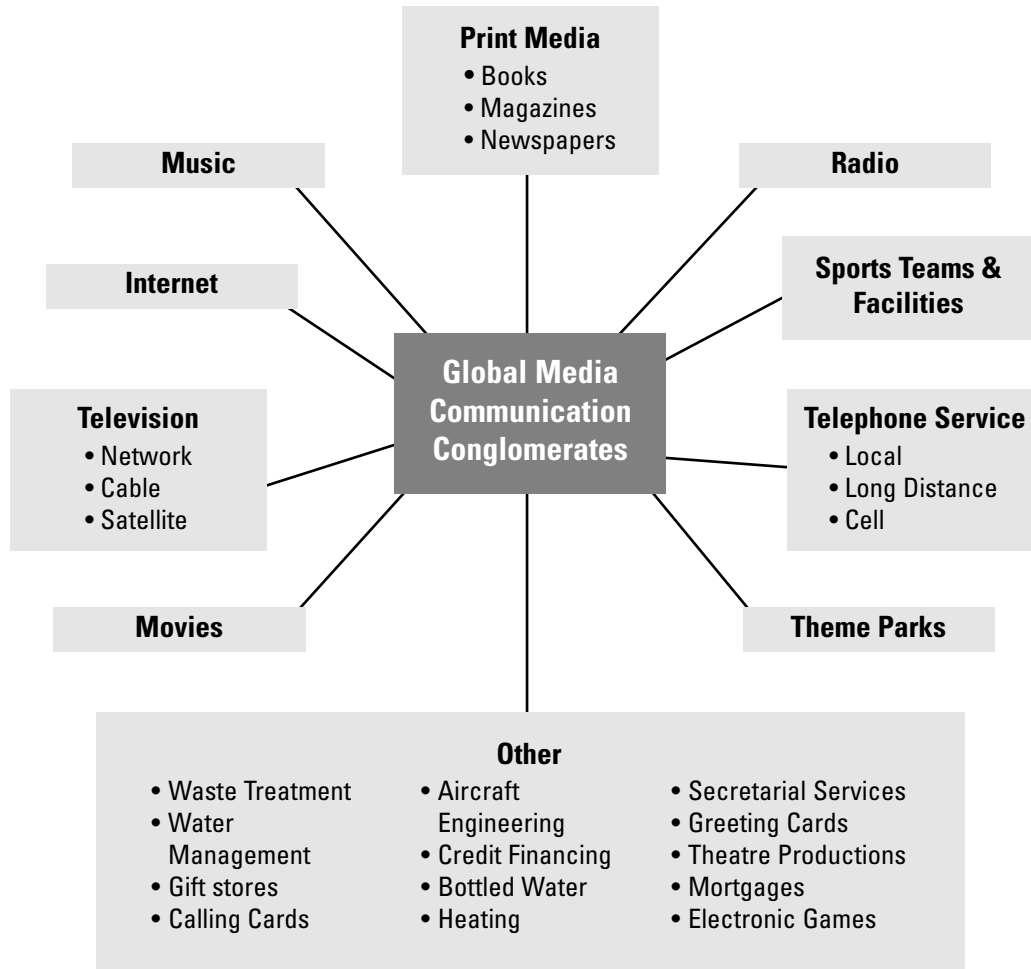 Print Media
• Books
• Magazines
• Newspapers
Music
Radio
Internet
Sports Teams &
Facilities
Global Media
Communication
Conglomerates
Television
• Network
• Cable
• Satellite
Telephone Service
• Local
• Long Distance
• Cell
Movies
Theme Parks
Other
• Waste Treatment
• Water
Management
• Gift stores
• Calling Cards
• Aircraft
Engineering
• Credit Financing
• Bottled Water
• Heating
• Secretarial Services
• Greeting Cards
• Theatre Productions
• Mortgages
• Electronic Games